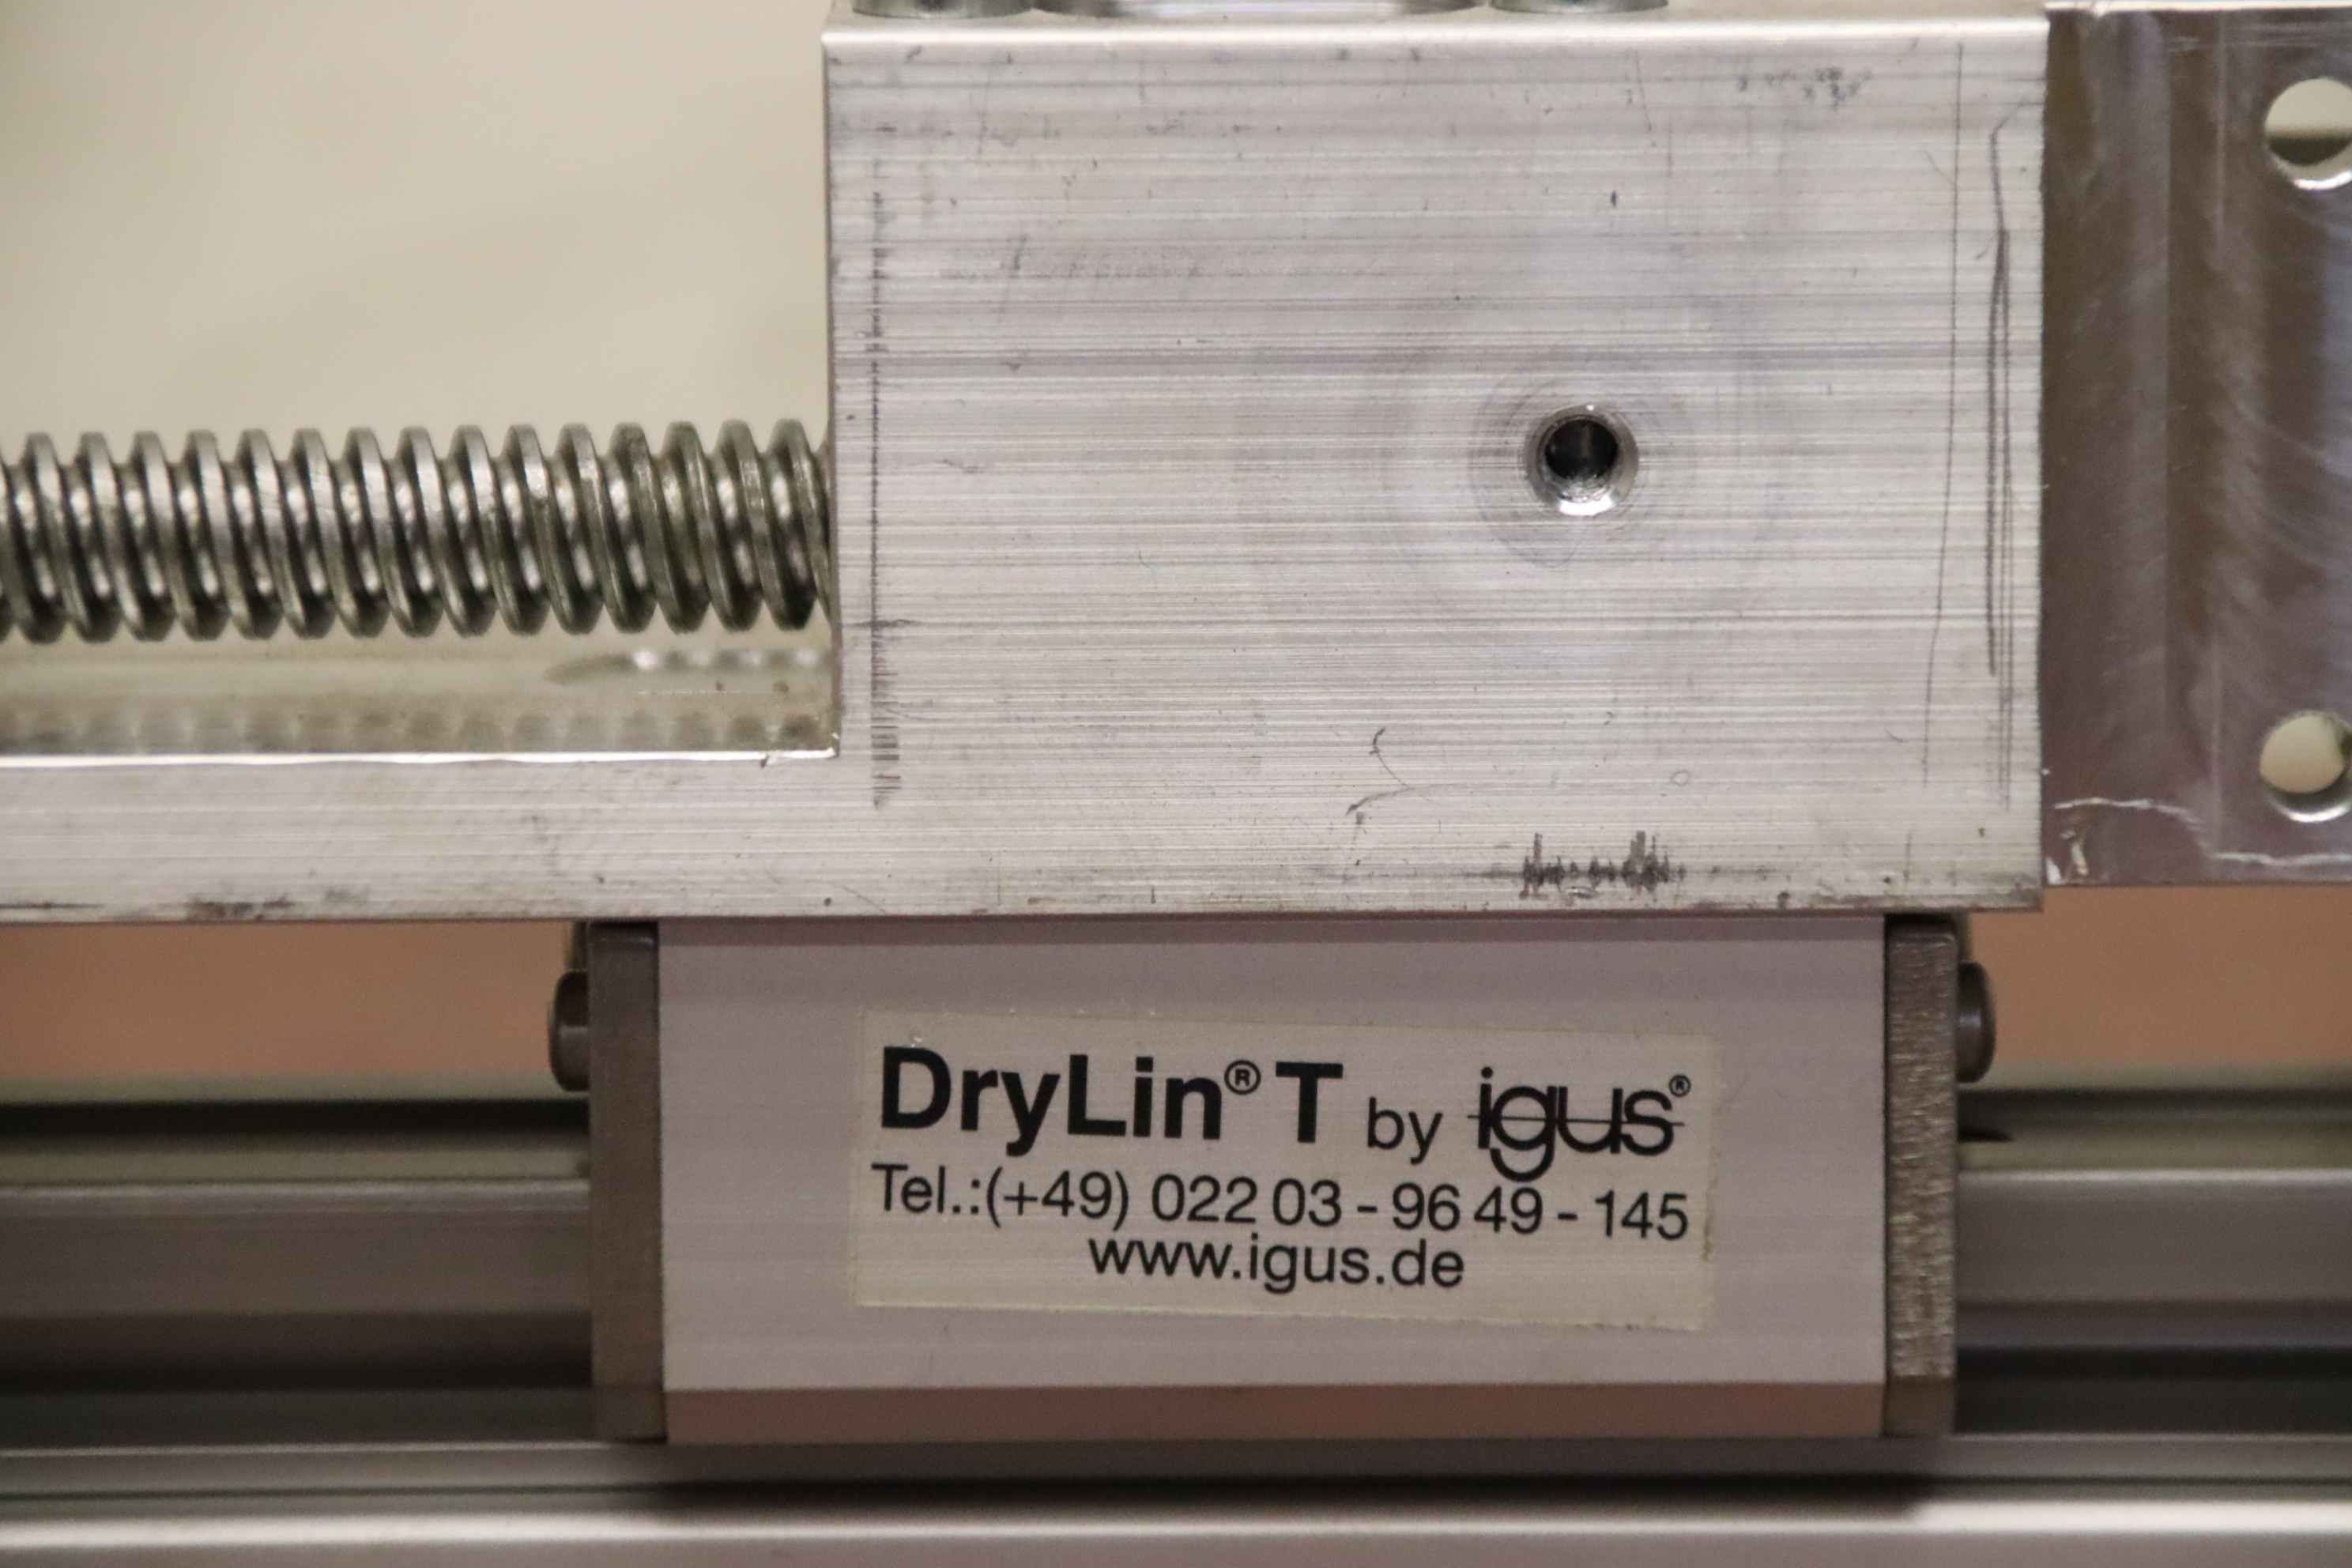 DryLin® T by igus®
Tel.:(+49) 022 03 - 96 49 - 145
www.igus.de